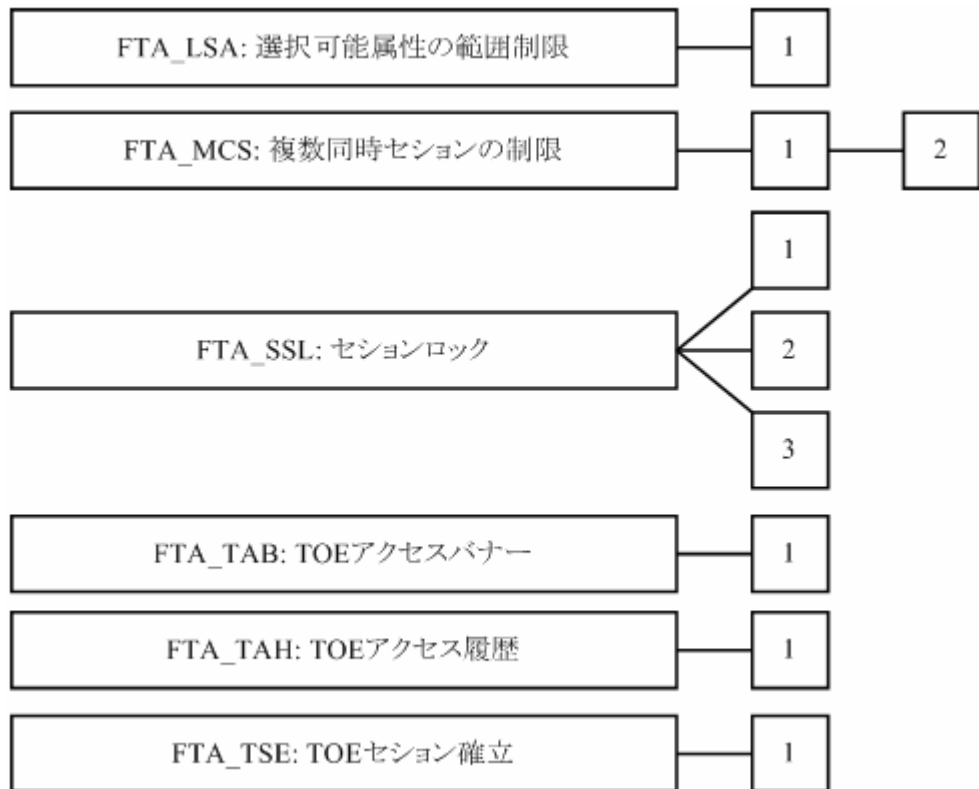 FTA_LSA: 選択可能属性の範囲制限 1
FTA_MCS: 複数同時セションの制限 1 2
1
FTA_SSL: セションロック 2
3
FTA_TAB: TOEアクセスバナー 1
FTA_TAH: TOEアクセス履歴 1
FTA_TSE: TOEセション確立 1